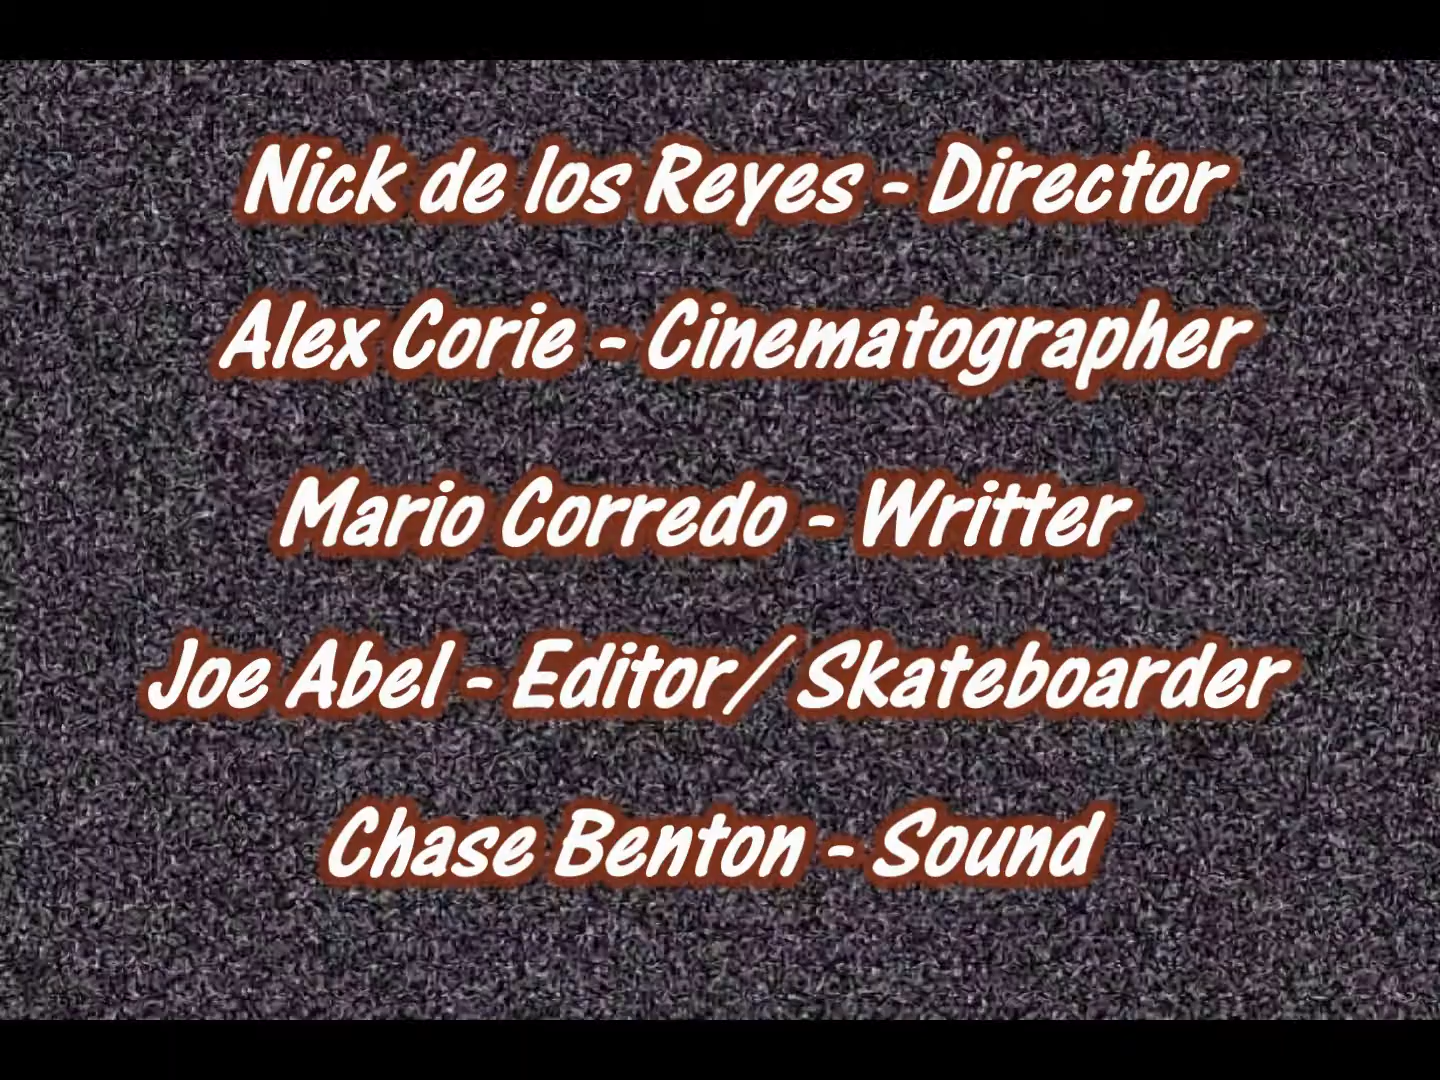 Nick de los Reyes - Director
Alex Corie - Cinematographer
Mario Corredo - Writter
Joe Abel - Editor/ Skateboarder
Chase Benton - Sound